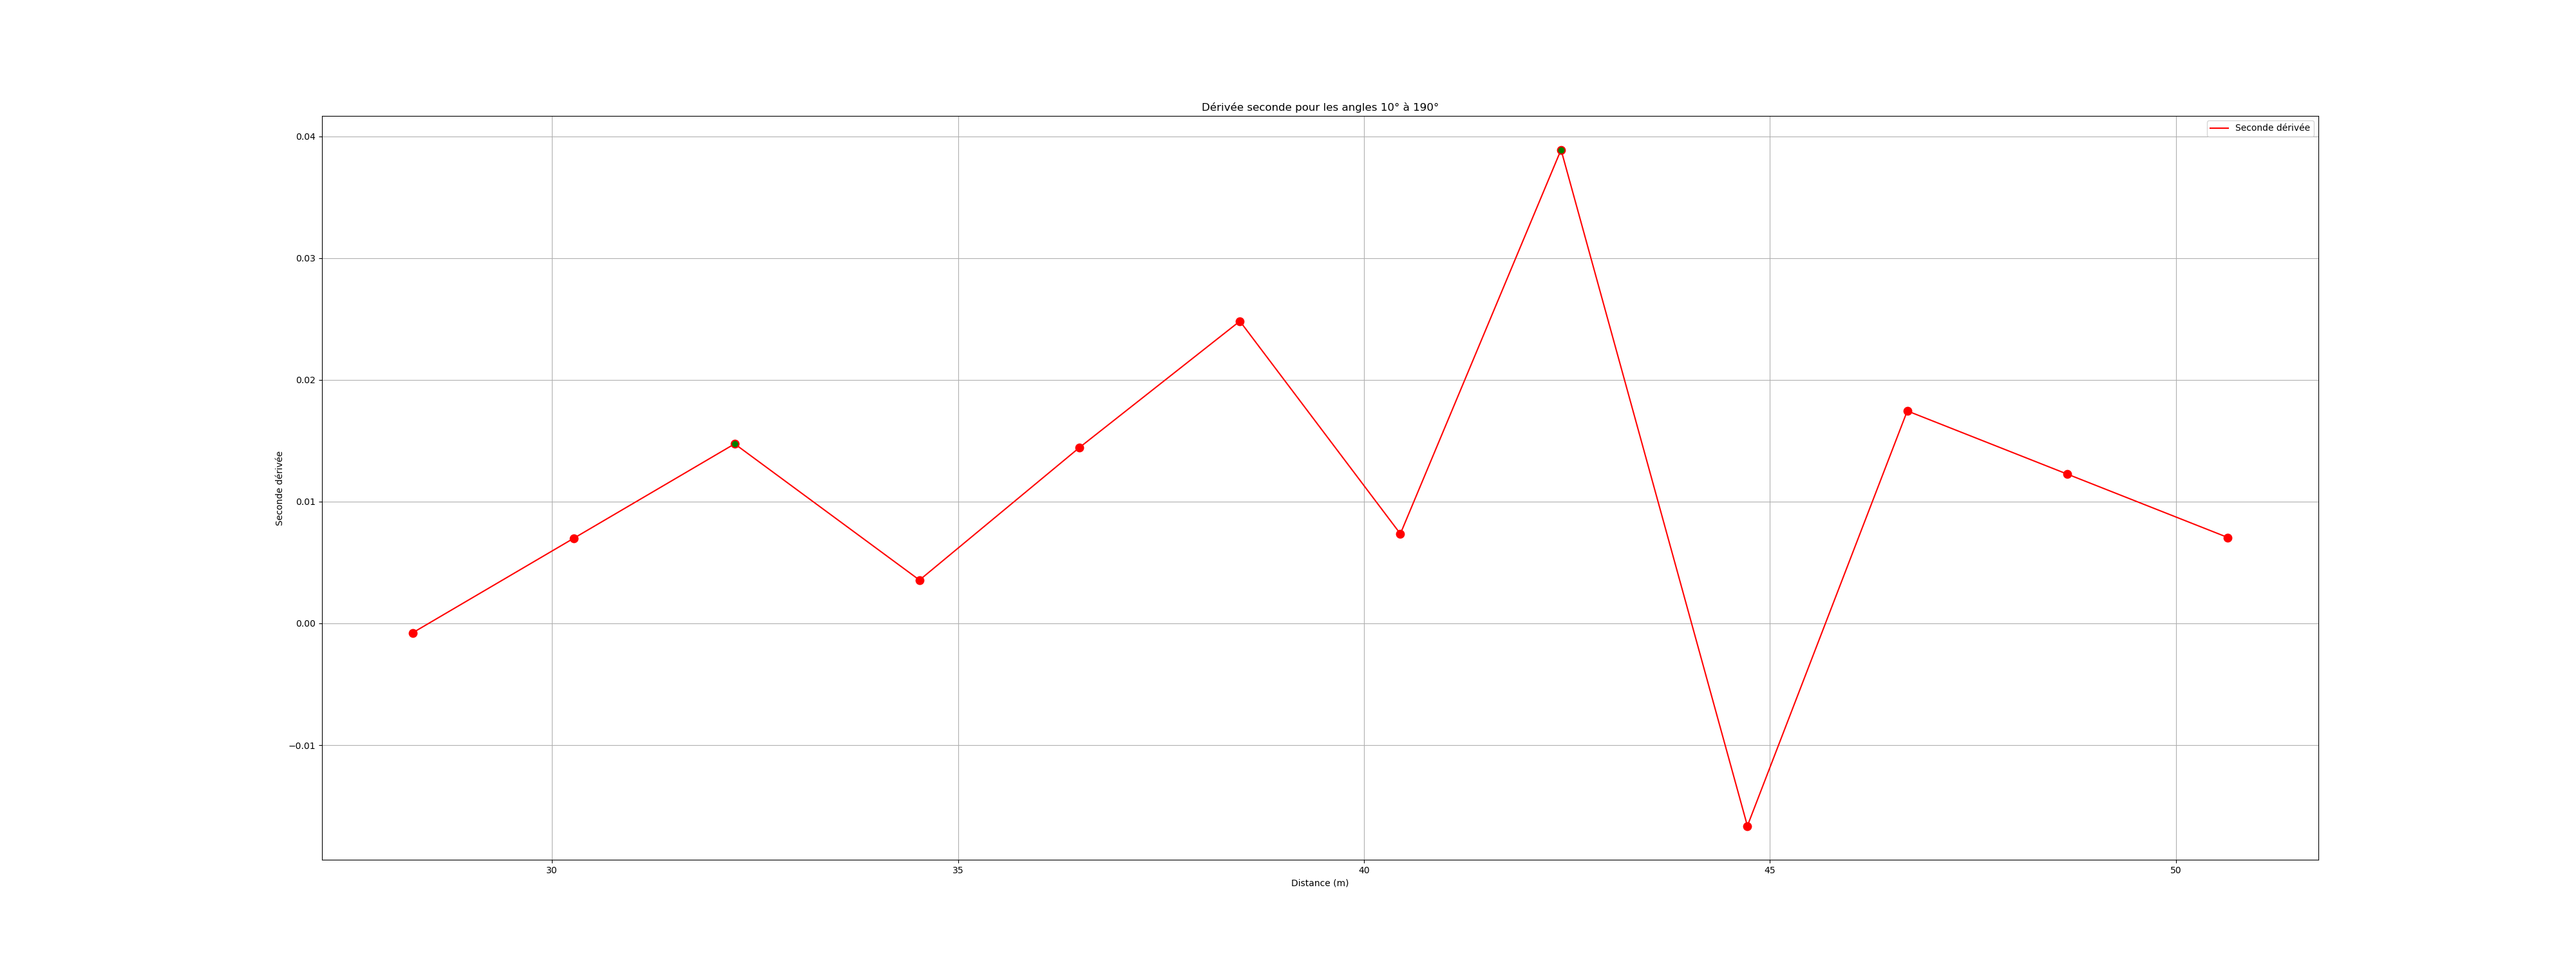 Dérivée seconde pour les angles 10° à 190°
Seconde dérivée
0.04
0.03
0.02
0.01
0.00
−0.01
Seconde dérivée
30
35
40
45
50
Distance (m)